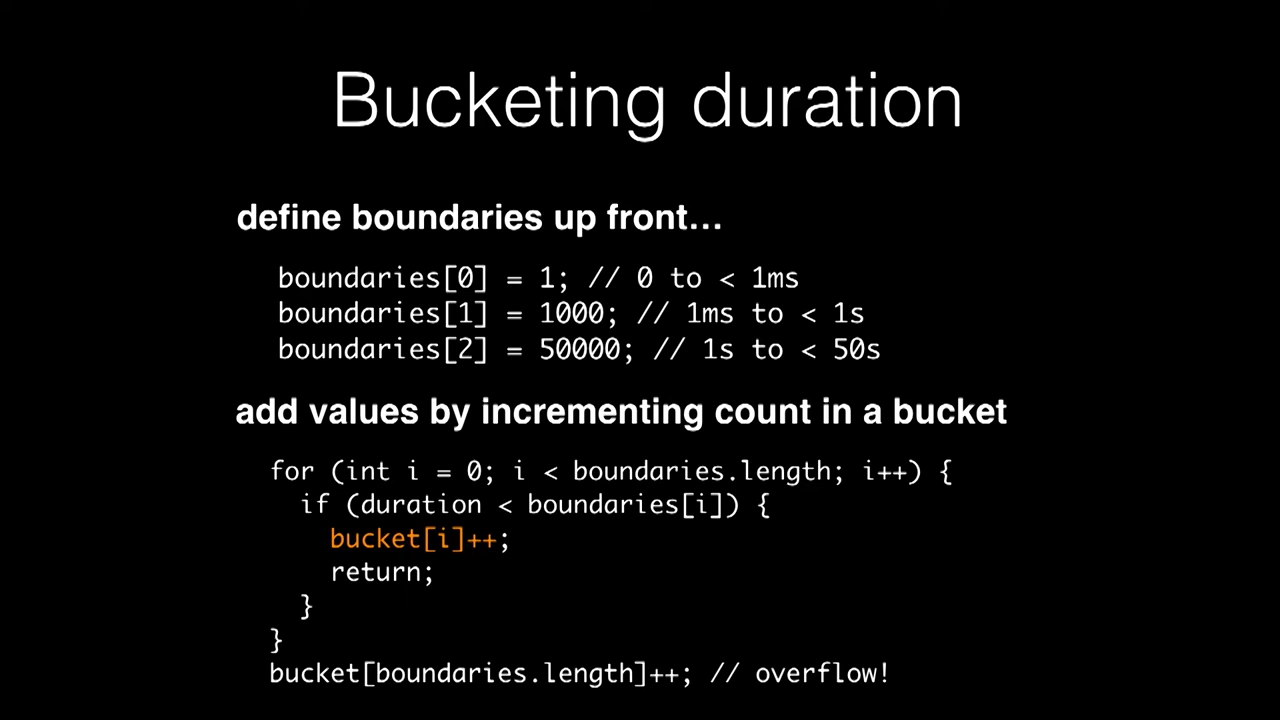 Bucketing duration
define boundaries up front…
boundaries[0] = 1; // 0 to < 1ms
boundaries[1] = 1000; // 1ms to < 1s
boundaries[2] = 50000; // 1s to < 50s
add values by incrementing count in a bucket
for (int i = 0; i < boundaries.length; i++) {
  if (duration < boundaries[i]) {
    bucket[i]++;
    return;
  }
}
bucket[boundaries.length]++; // overflow!